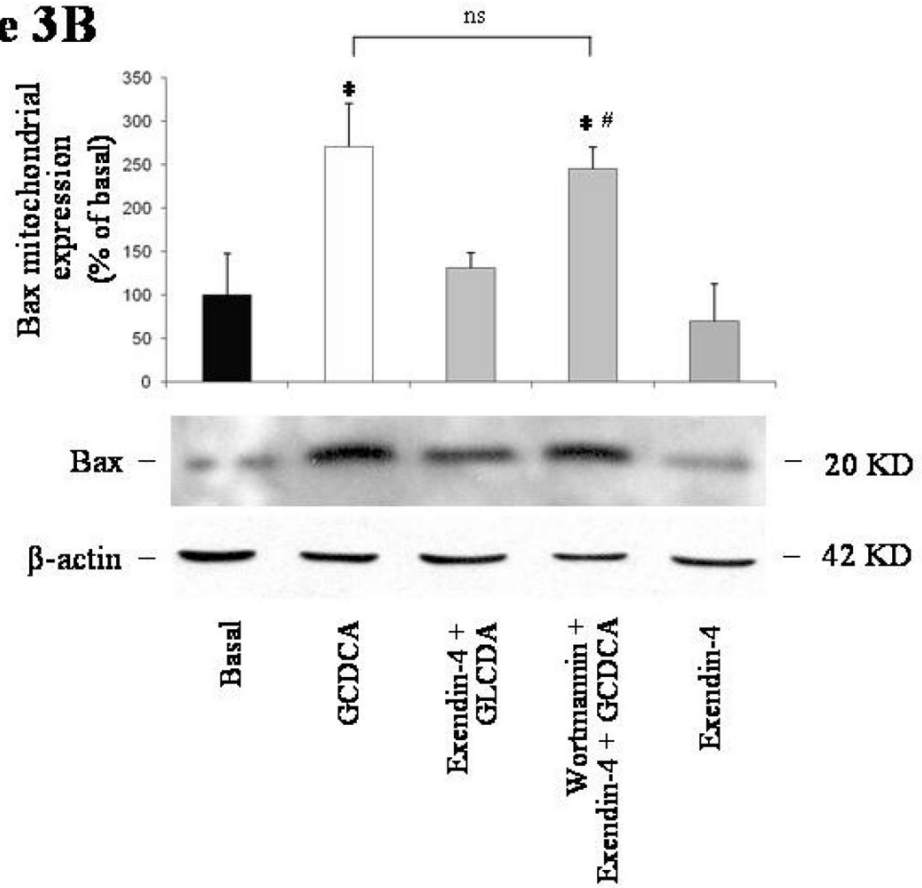 e 3B
ns
Bax mitochondrial
expression
(% of basal)
350
300
250
200
150
100
50
0
‡
‡ #
Bax –
– 20 KD
β-actin –
– 42 KD
Basal
GCDCA
Exendin-4 +
GLCDA
Wortmannin +
Exendin-4 + GCDCA
Exendin-4